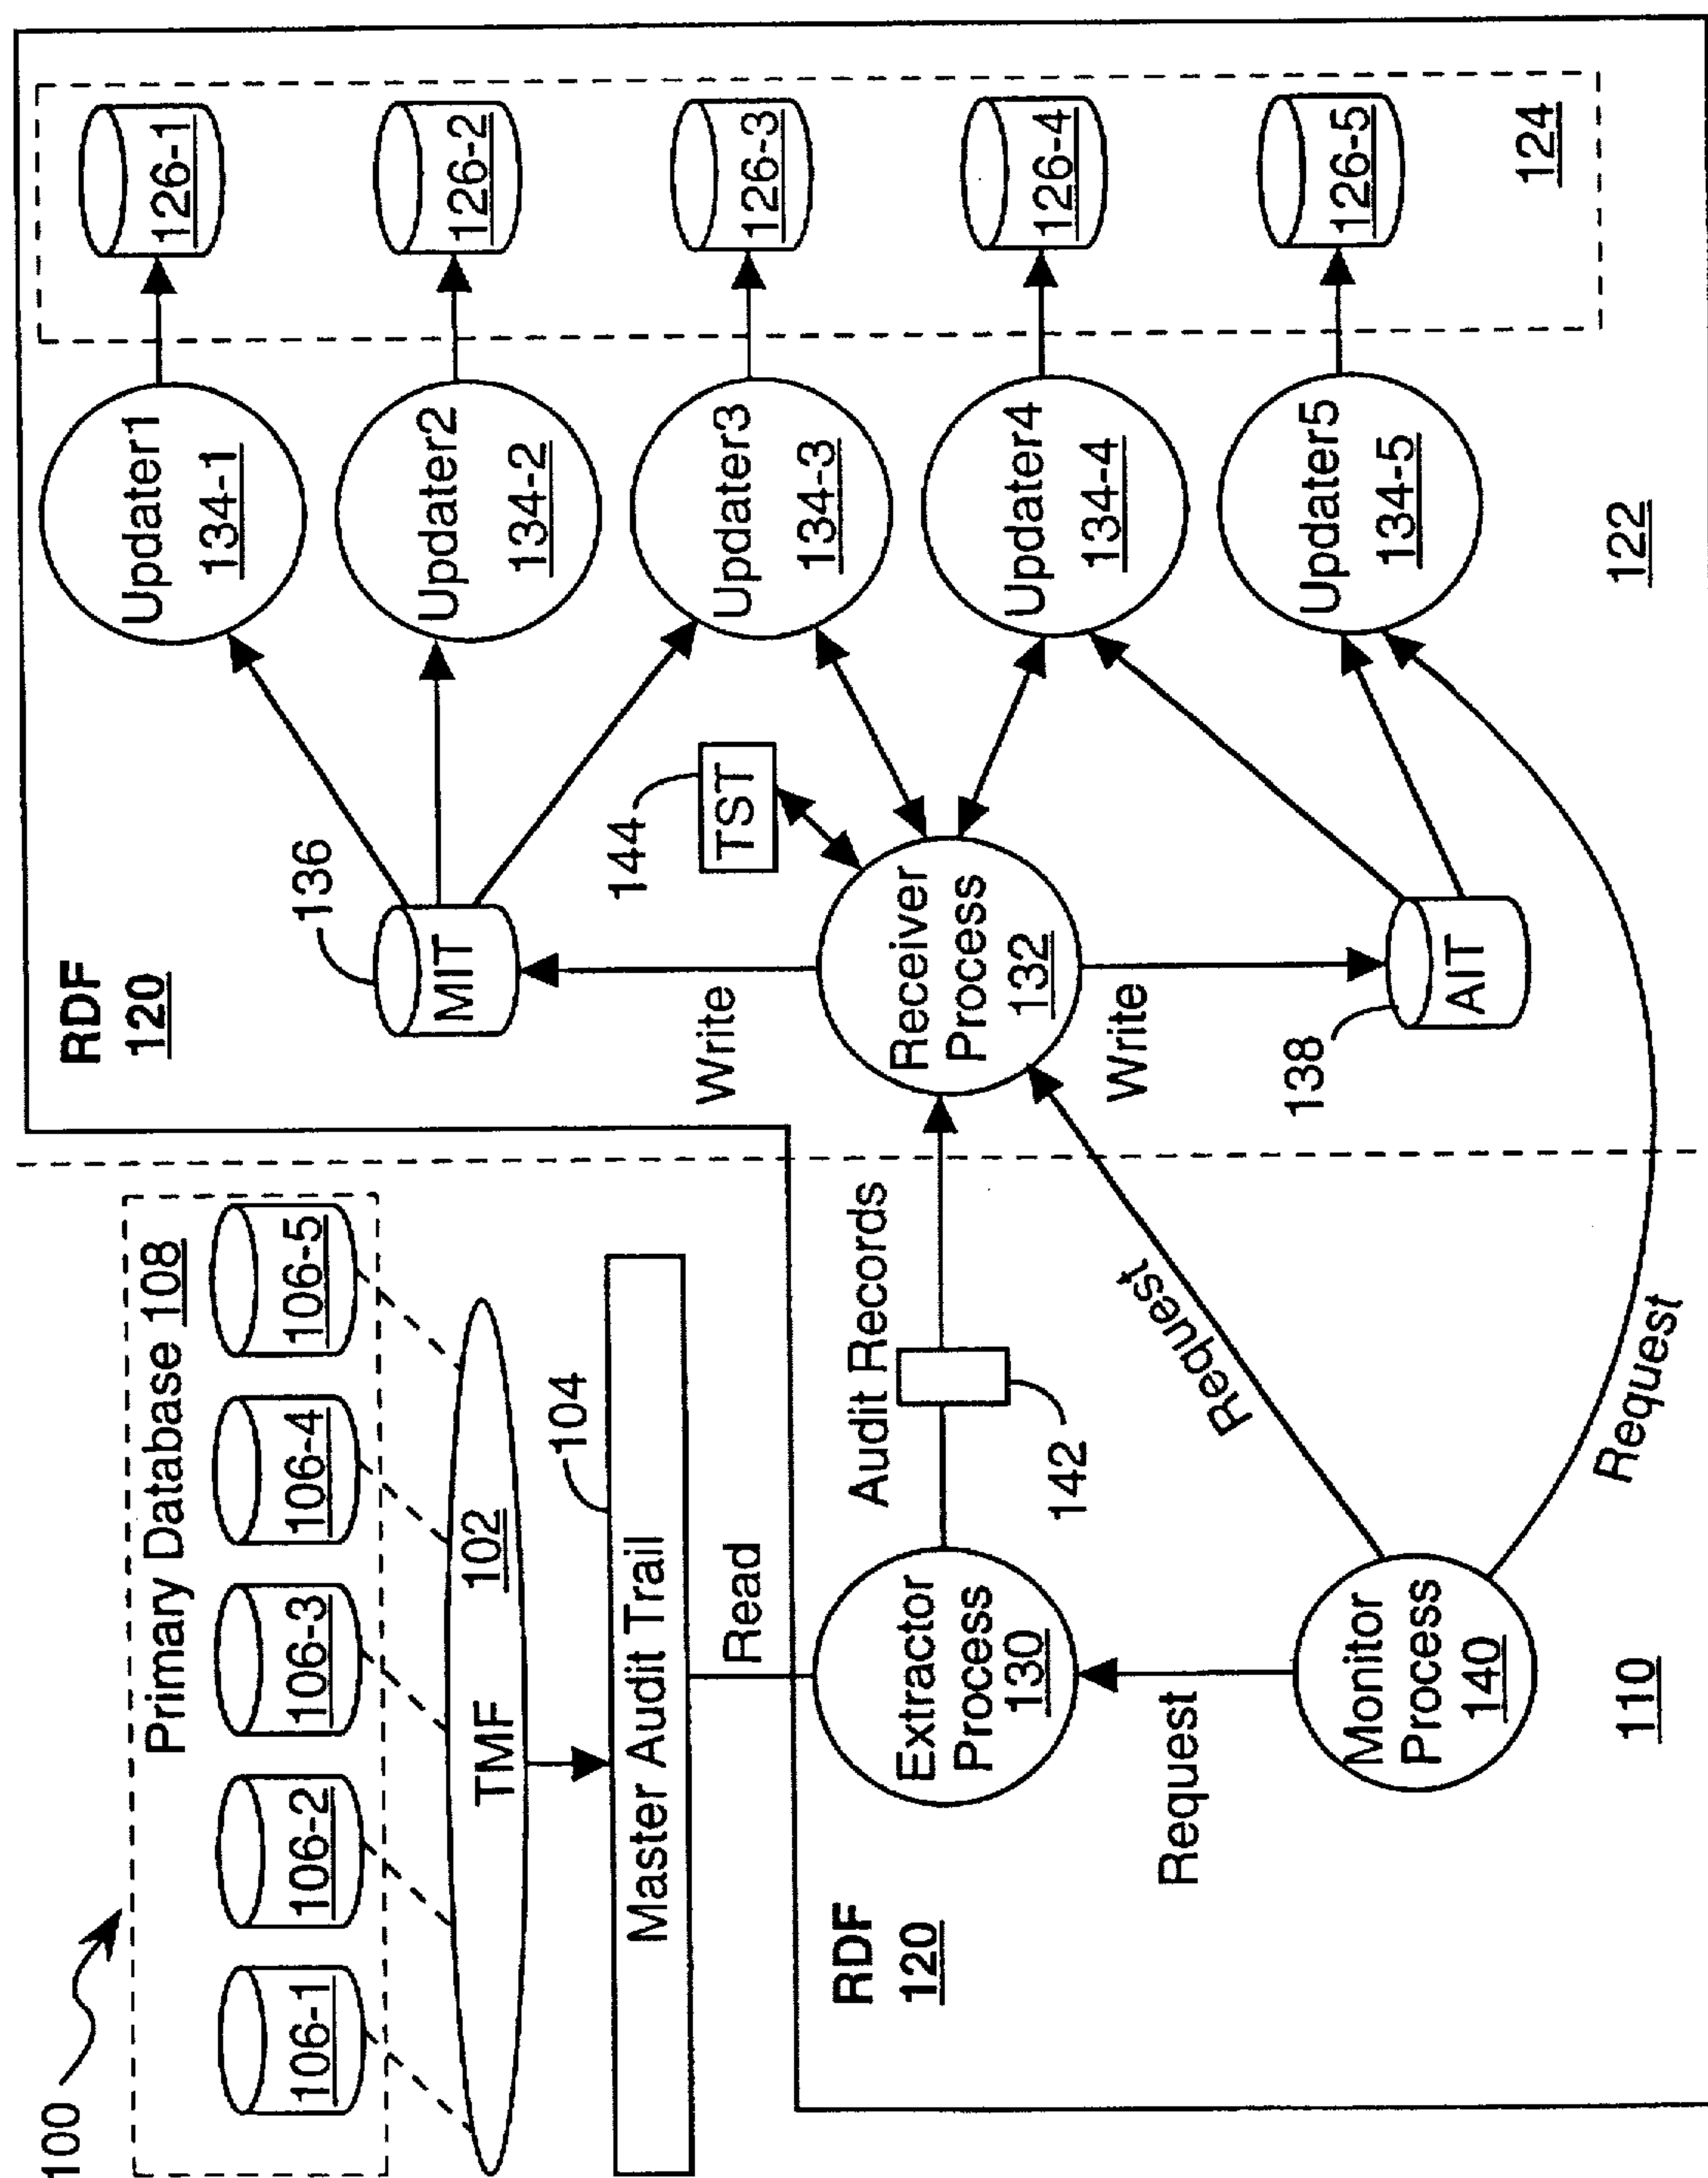 100
Primary Database 108
106-1
106-2
106-3
106-4
106-5
TMF
102
104
Master Audit Trail
Read
RDF
120
Extractor
Process
130
Audit Records
142
Request
Monitor
Process
140
Request
Request
110
RDF
120
136
MIT
Write
144
TST
Receiver
Process
132
Write
138
AIT
Updater1
134-1
Updater2
134-2
Updater3
134-3
Updater4
134-4
Updater5
134-5
122
126-1
126-2
126-3
126-4
126-5
124